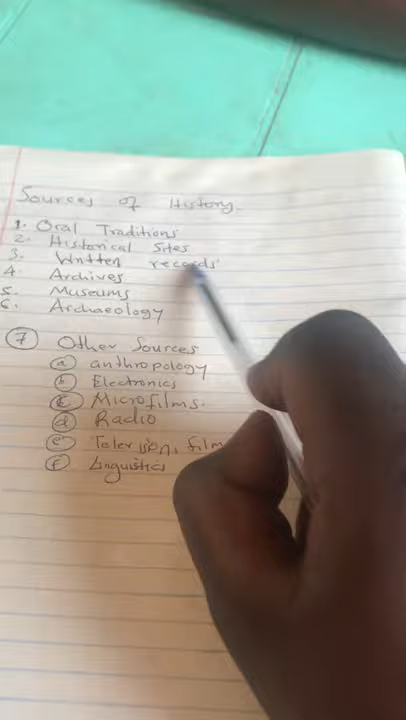 Sources of History.
1. Oral Traditions
2. Historical Sites
3. Written records
4. Archives
5. Museums
6. Archaeology
7 Other Sources
a anthropology
b Electronics
c Microfilms.
d Radio
e Television, film
f Linguistics